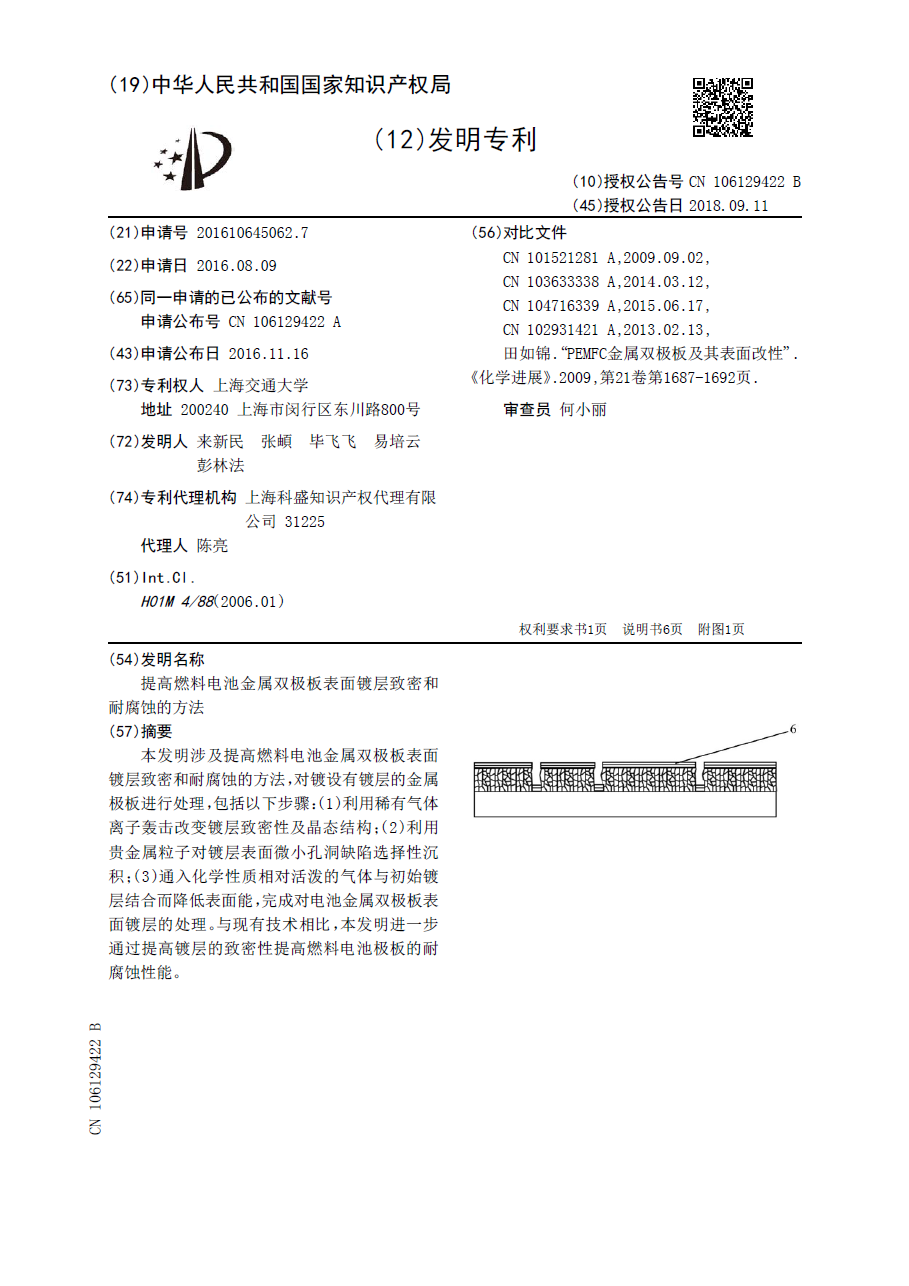 (19)中华人民共和国国家知识产权局
(12)发明专利
(10)授权公告号 CN 106129422 B
(45)授权公告日 2018.09.11
(21)申请号 201610645062.7
(22)申请日 2016.08.09
(65)同一申请的已公布的文献号
申请公布号 CN 106129422 A
(43)申请公布日 2016.11.16
(73)专利权人 上海交通大学
地址 200240 上海市闵行区东川路800号
(72)发明人 来新民 张頔 毕飞飞 易培云
彭林法
(74)专利代理机构 上海科盛知识产权代理有限
公司 31225
代理人 陈亮
(51)Int.Cl.
H01M 4/88(2006.01)
(56)对比文件
CN 101521281 A,2009.09.02,
CN 103633338 A,2014.03.12,
CN 104716339 A,2015.06.17,
CN 102931421 A,2013.02.13,
田如锦.“PEMFC金属双极板及其表面改性”.
《化学进展》.2009,第21卷第1687-1692页.
审查员 何小丽
权利要求书1页 说明书6页 附图1页
(54)发明名称
提高燃料电池金属双极板表面镀层致密和
耐腐蚀的方法
(57)摘要
本发明涉及提高燃料电池金属双极板表面
镀层致密和耐腐蚀的方法,对镀设有镀层的金属
极板进行处理,包括以下步骤:(1)利用稀有气体
离子轰击改变镀层致密性及晶态结构;(2)利用
贵金属粒子对镀层表面微小孔洞缺陷选择性沉
积;(3)通入化学性质相对活泼的气体与初始镀
层结合而降低表面能,完成对电池金属双极板表
面镀层的处理。与现有技术相比,本发明进一步
通过提高镀层的致密性提高燃料电池极板的耐
腐蚀性能。
6
CN 106129422 B